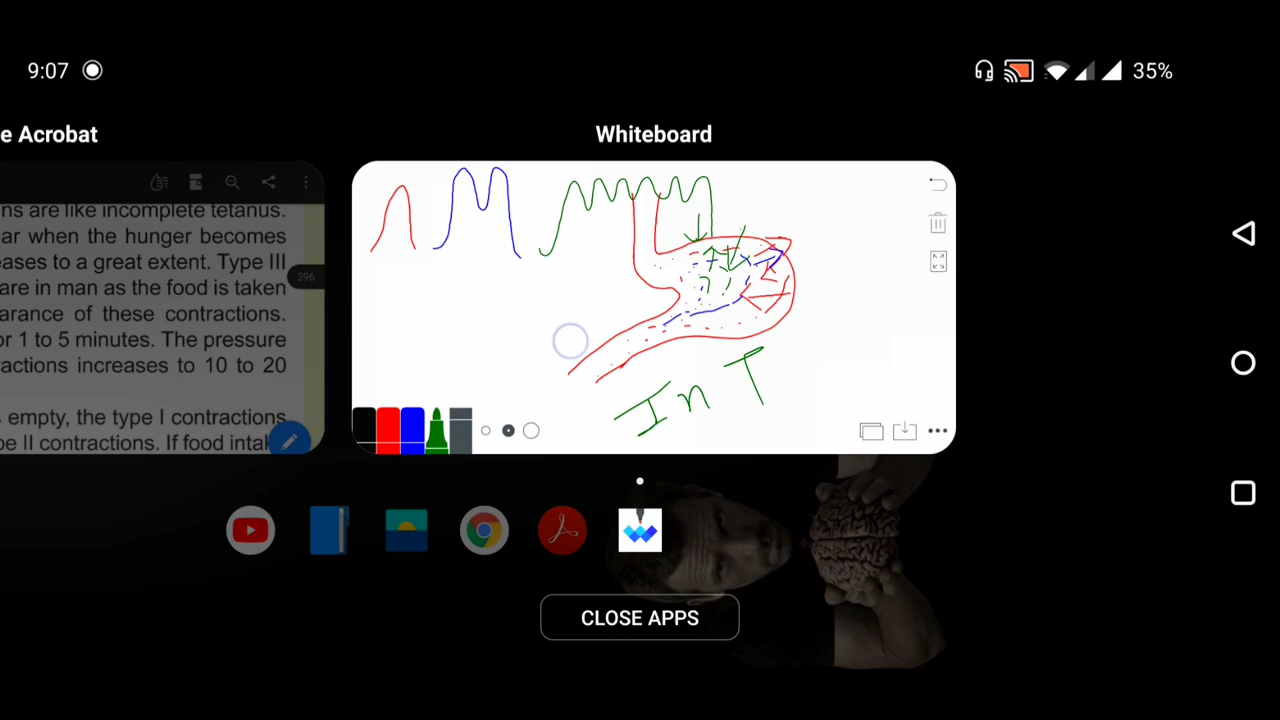 9:07
35%
e Acrobat
Whiteboard
ns are like incomplete tetanus.
ar when the hunger becomes
eases to a great extent. Type III
are in man as the food is taken
arance of these contractions.
or 1 to 5 minutes. The pressure
actions increases to 10 to 20
296
s empty, the type I contractions
pe II contractions. If food intak
In T
CLOSE APPS